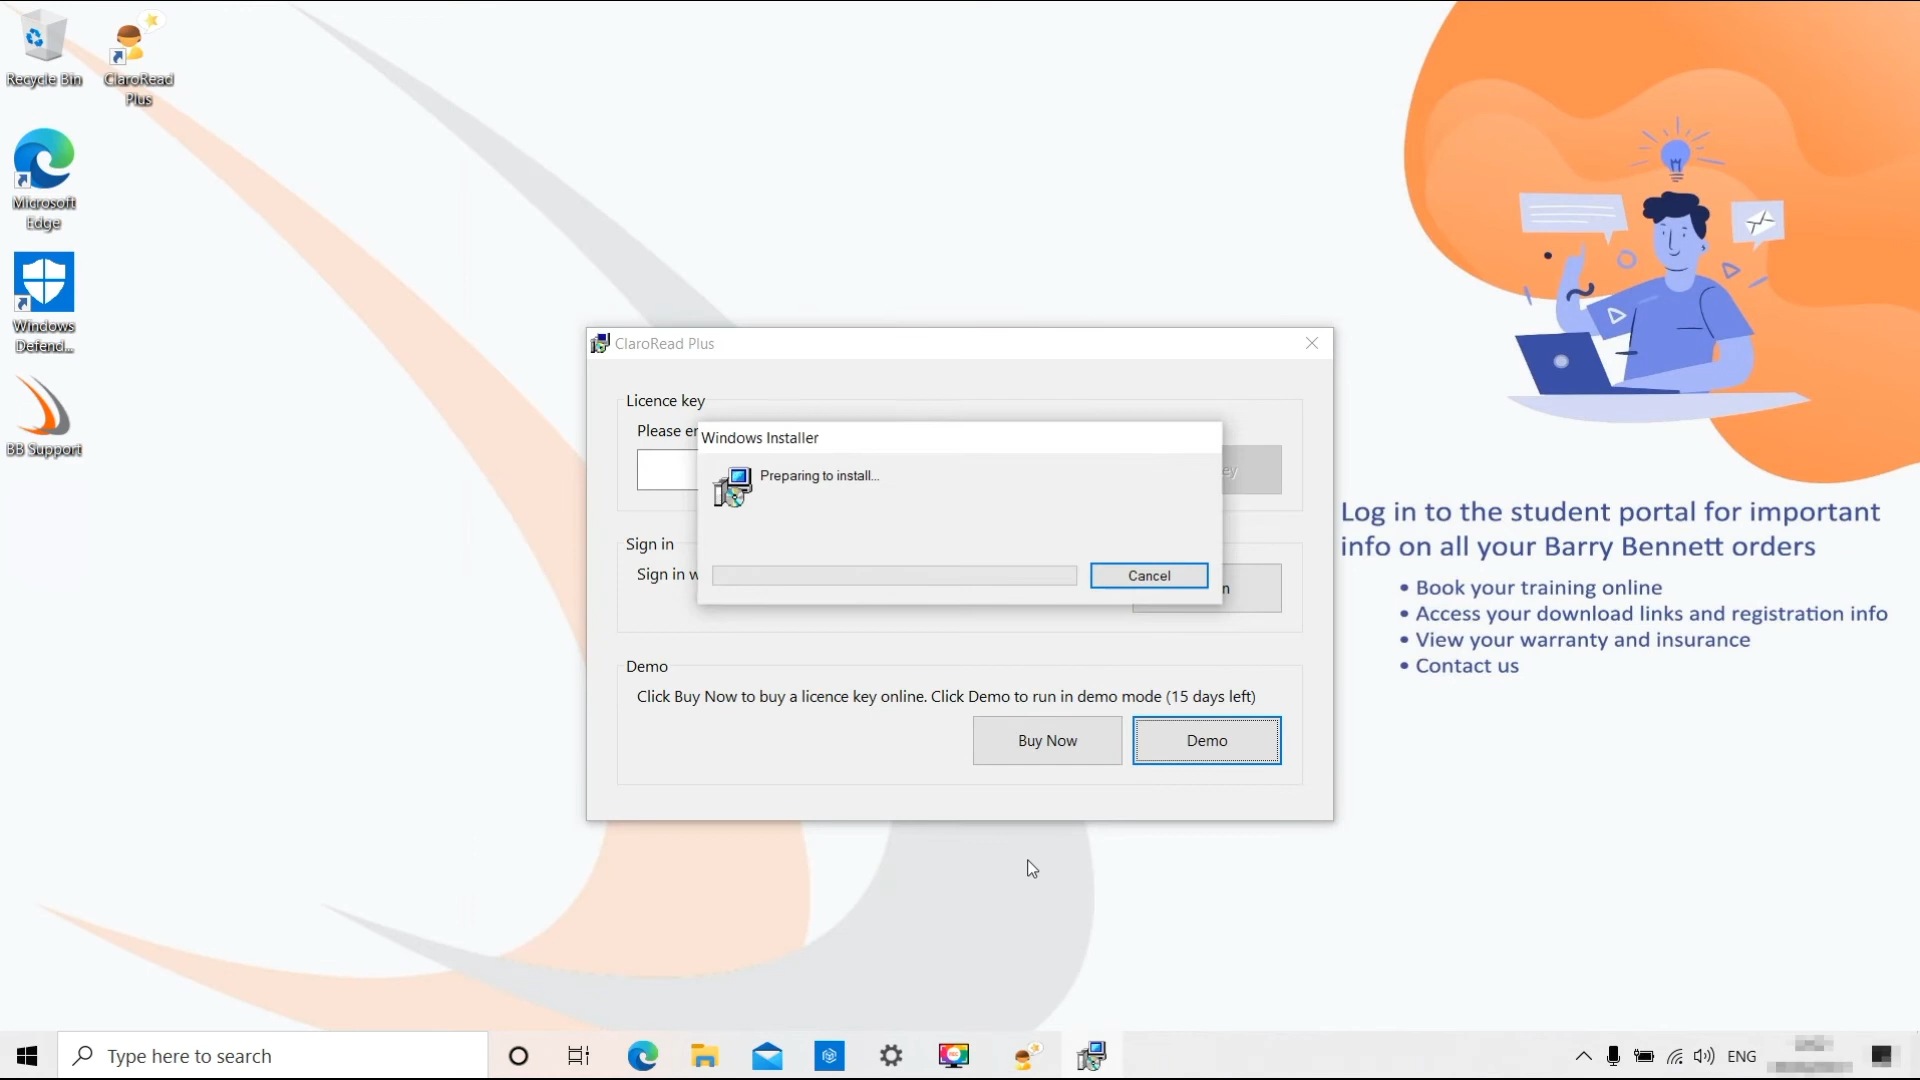 Recycle Bin
ClaroRead
Plus
Microsoft
Edge
Windows
Defend...
BB Support
ClaroRead Plus
Licence key
Please er
ey
Windows Installer
Preparing to install...
Cancel
Sign in
Sign in w
n
Demo
Click Buy Now to buy a licence key online. Click Demo to run in demo mode (15 days left)
Buy Now
Demo
Log in to the student portal for important
info on all your Barry Bennett orders
• Book your training online
• Access your download links and registration info
• View your warranty and insurance
• Contact us
Type here to search
ENG